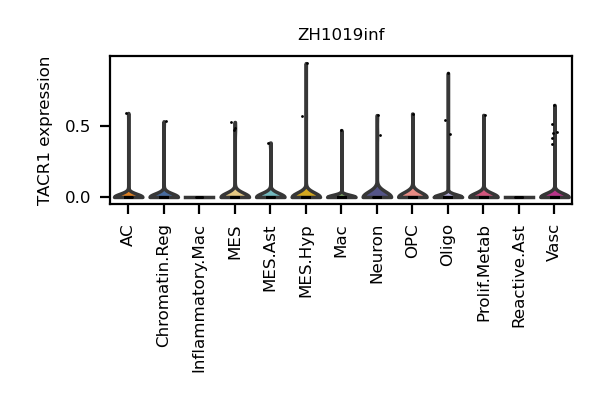 ZH1019inf
TACR1 expression
0.5
0.0
AC
Chromatin.Reg
Inflammatory.Mac
MES
MES.Ast
MES.Hyp
Mac
Neuron
OPC
Oligo
Prolif.Metab
Reactive.Ast
Vasc